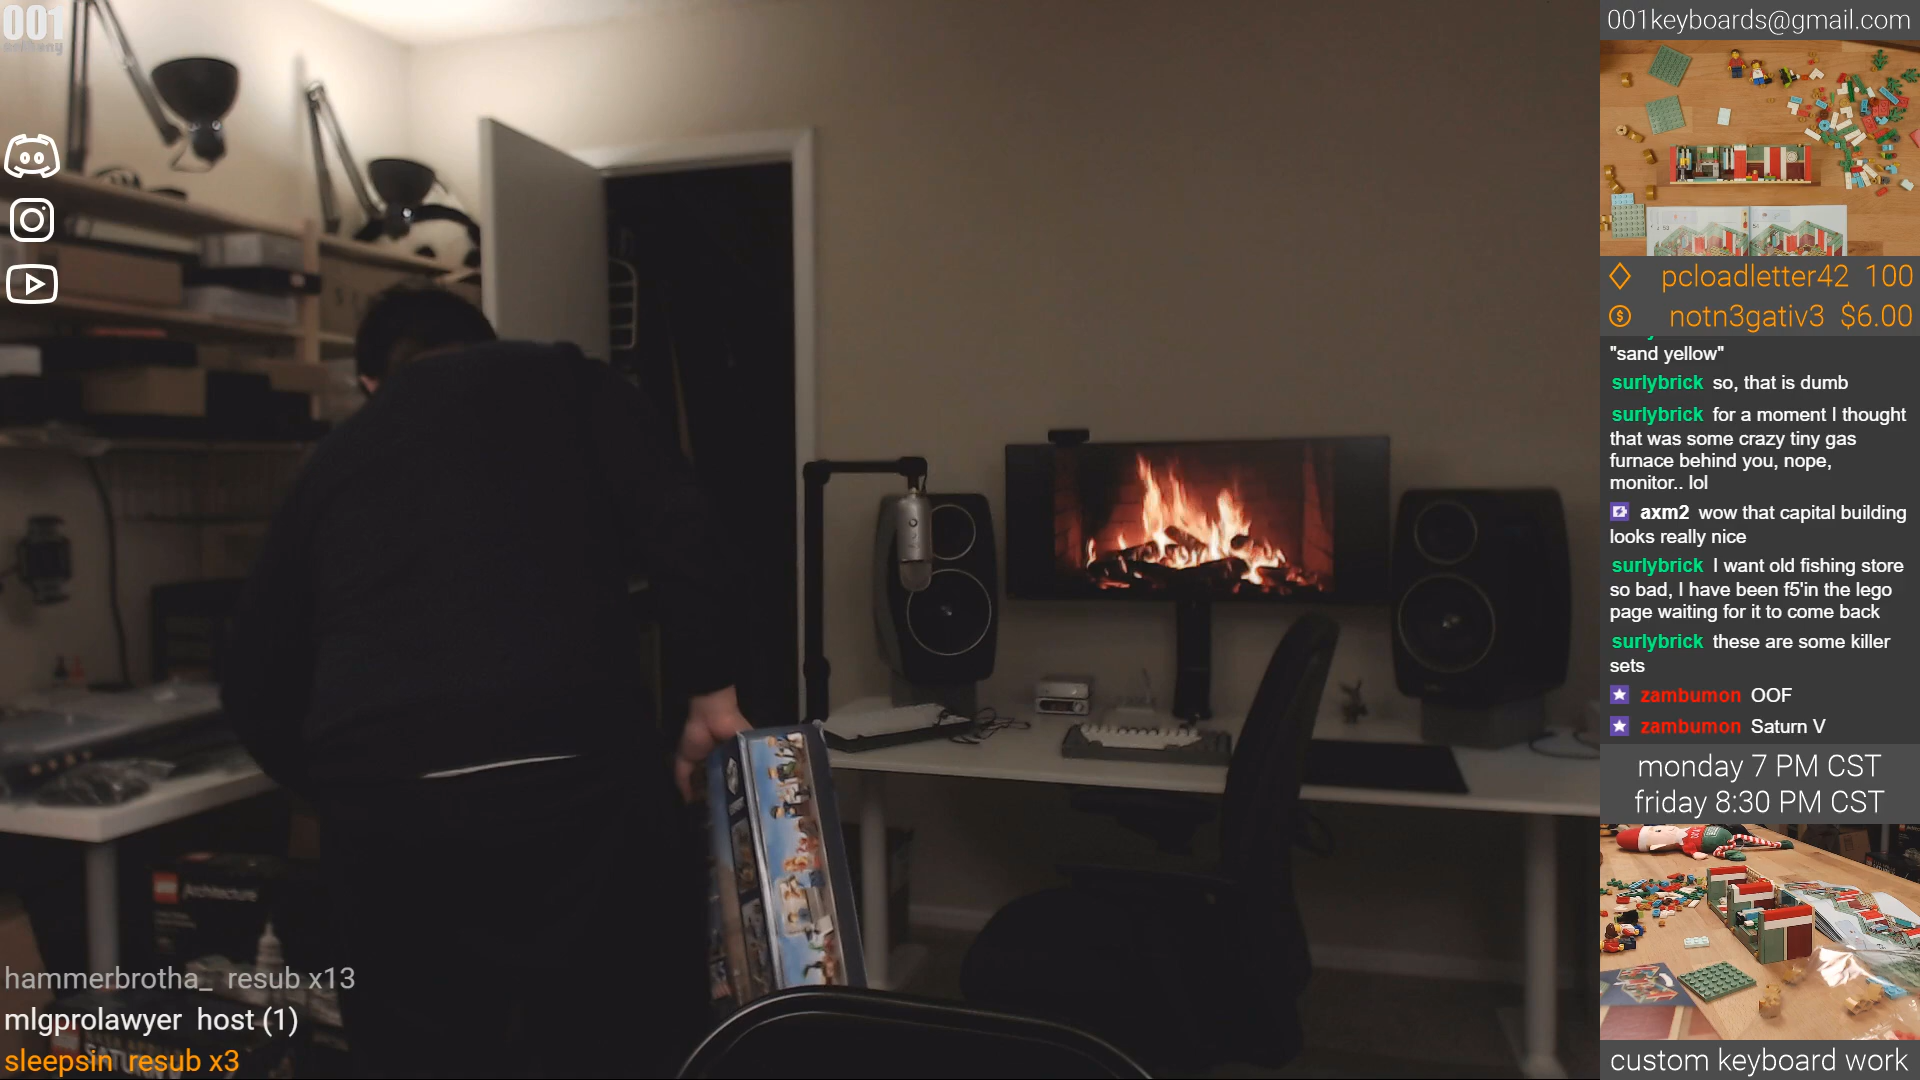 001
001keyboards@gmail.com
pcloadletter42 100
notn3gativ3 $6.00
"sand yellow"
surlybrick so, that is dumb
surlybrick for a moment I thought
that was some crazy tiny gas
furnace behind you, nope,
monitor.. lol
axm2 wow that capital building
looks really nice
surlybrick I want old fishing store
so bad, I have been f5'in the lego
page waiting for it to come back
surlybrick these are some killer
sets
zambumon OOF
zambumon Saturn V
monday 7 PM CST
friday 8:30 PM CST
custom keyboard work
Architecture
hammerbrotha_ resub x13
mlgprolawyer host (1)
sleepsin resub x3